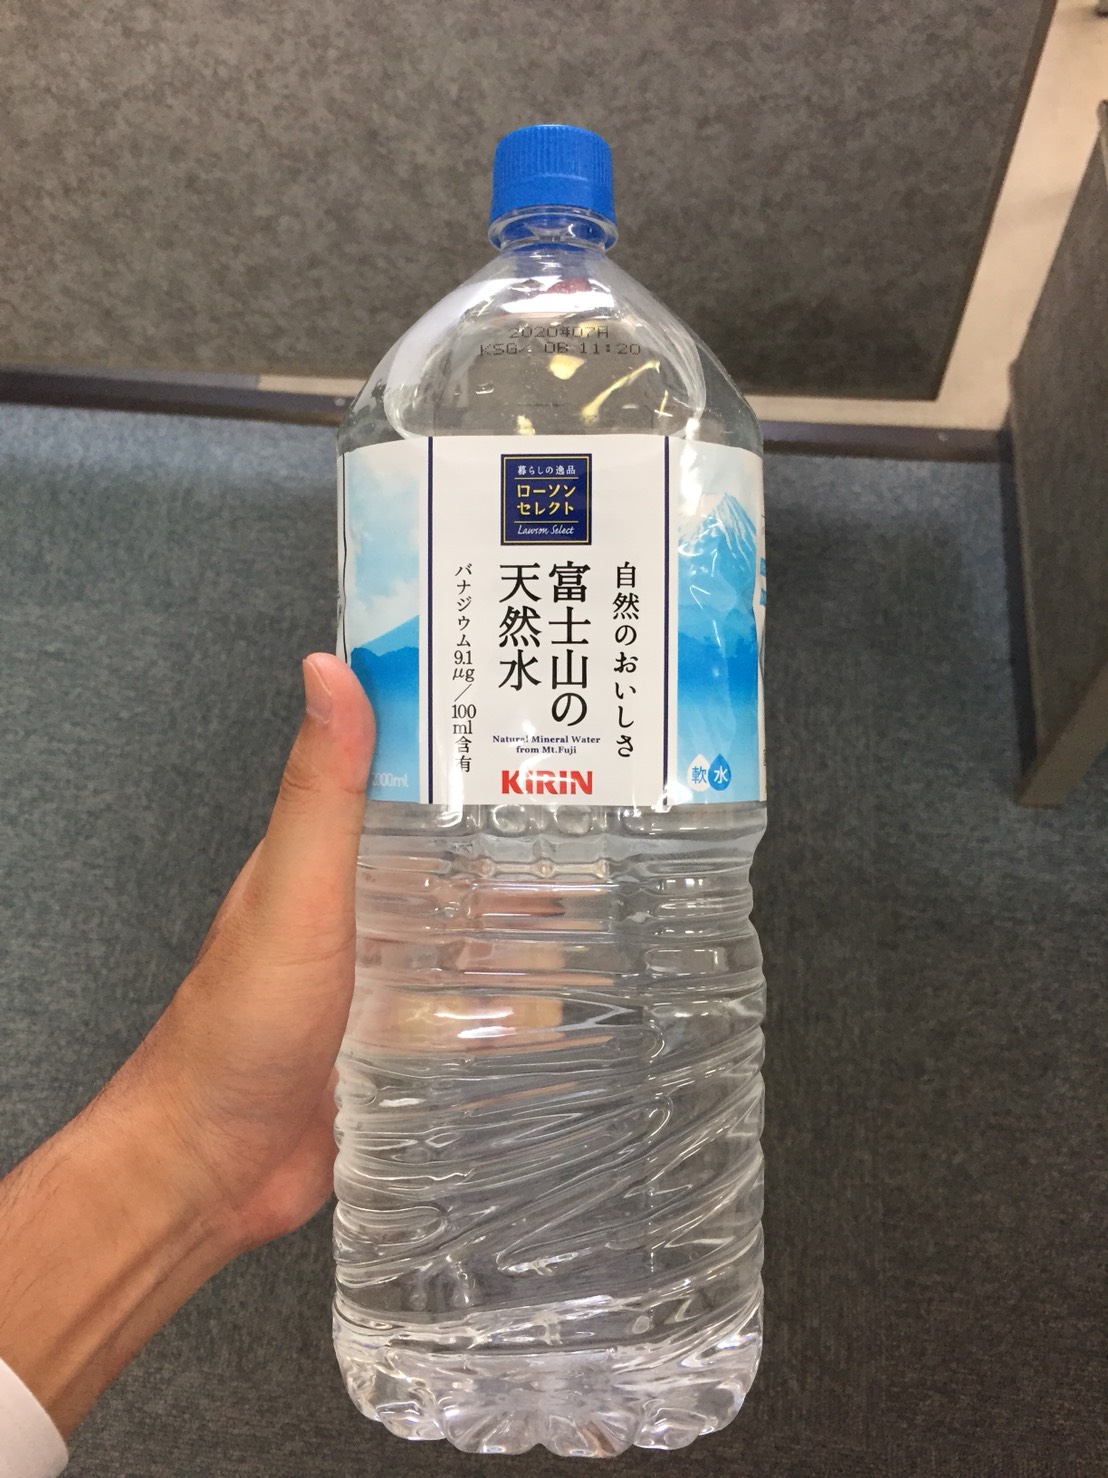 2020年07月
KSG/ 08 11:20
暮らしの逸品
ローソン
セレクト
Lawson Select
自然のおいしさ
富士山の
天然水
バナジウム9.1μg/100ml含有
Natural Mineral Water
from Mt.Fuji
KIRIN
軟水